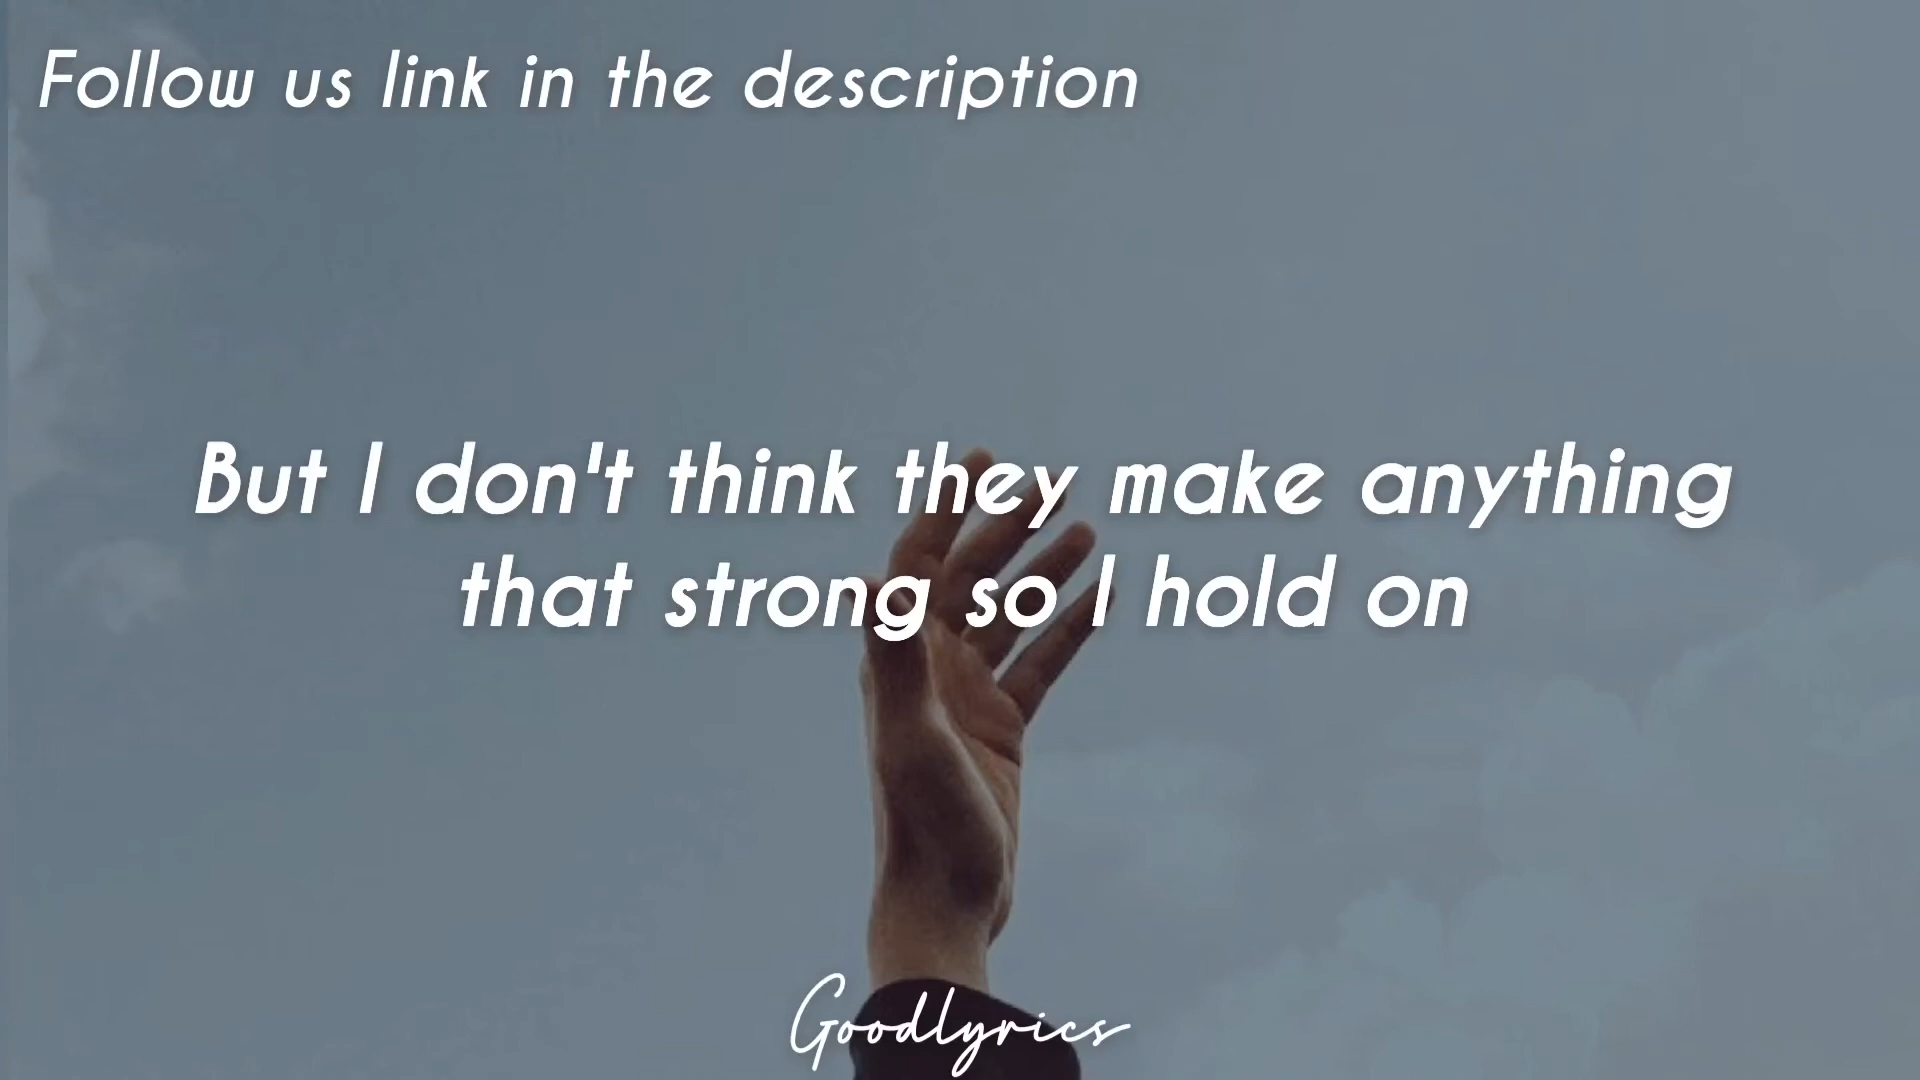 Follow us link in the description
But I don't think they make anything
that strong so I hold on
Goodlyrics